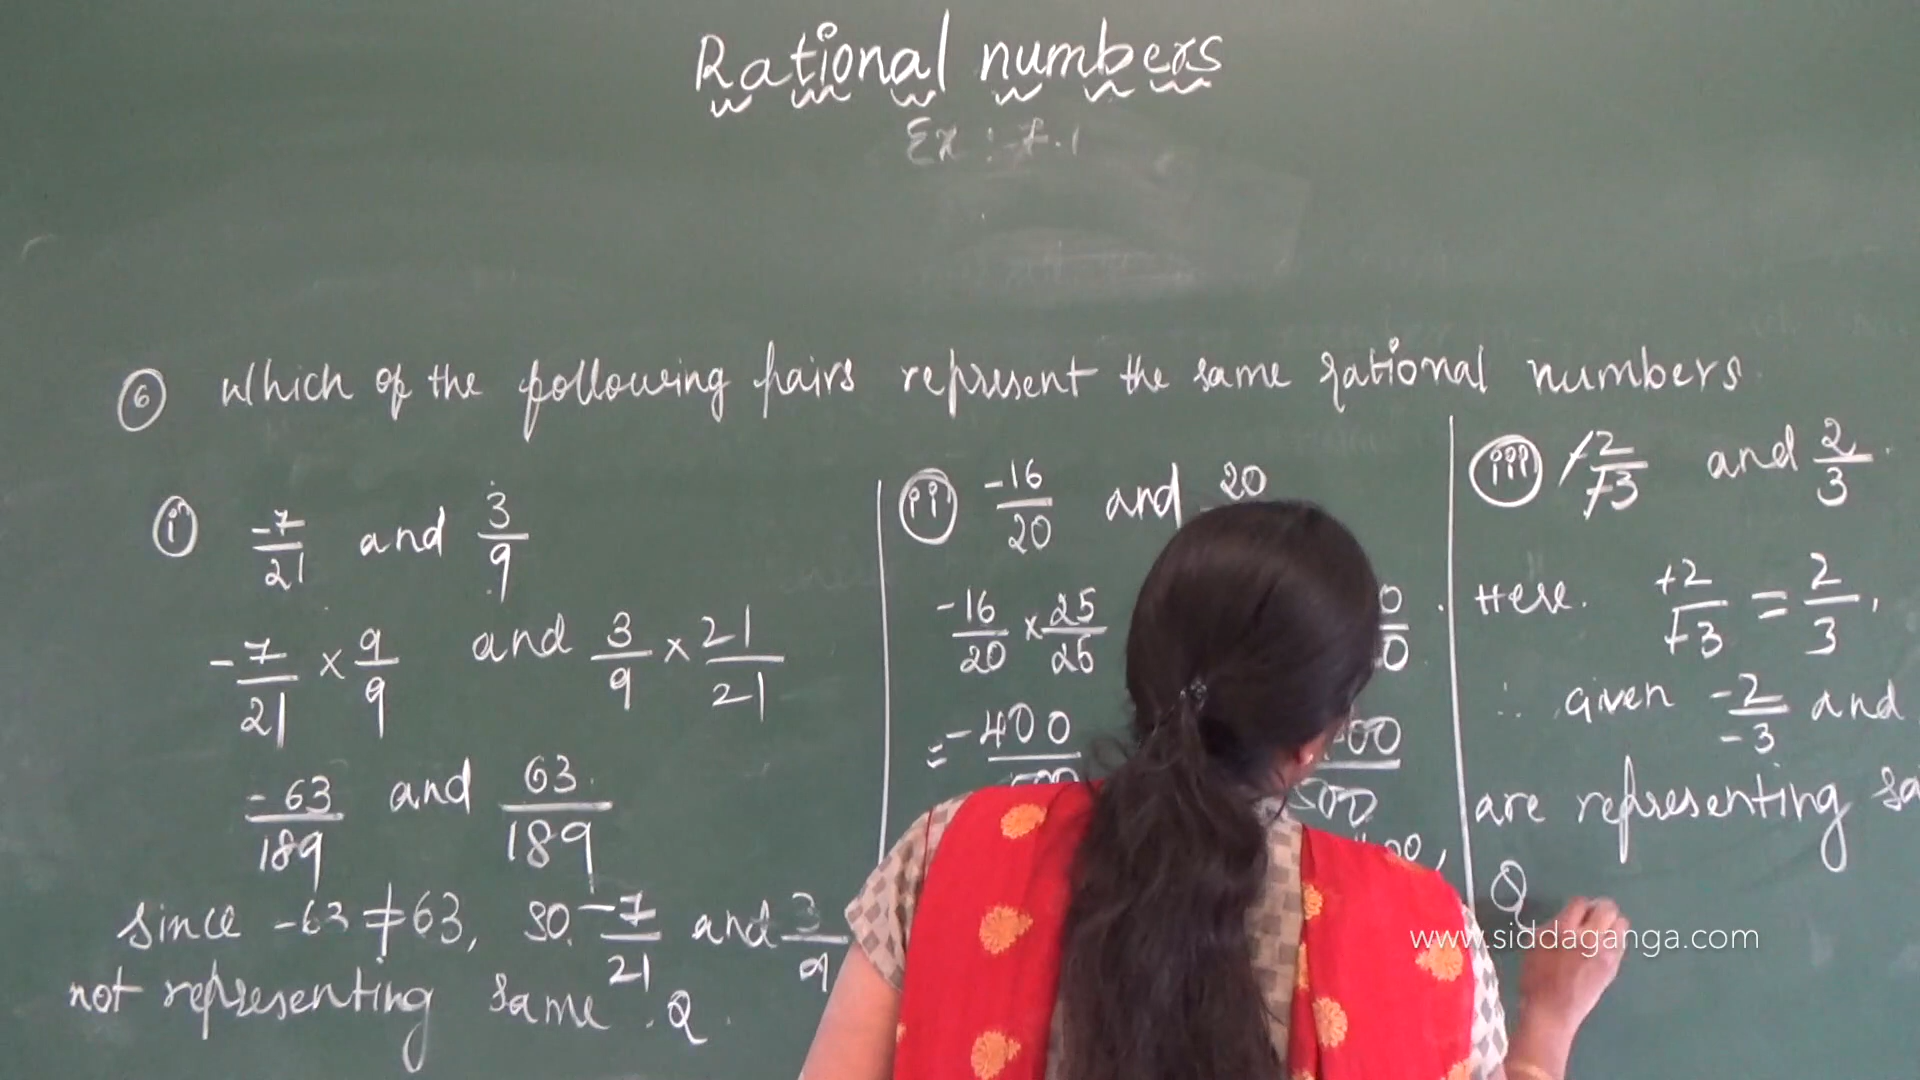 Rational numbers
Ex : 7.1
6 Which of the following pairs represent the same rational numbers
i -7/21 and 3/9
-7/21 × 9/9 and 3/9 × 21/21
-63/189 and 63/189
since -63 ≠ 63, so. -7/21 and 3/9
not representing same Q.
ii -16/20 and 20
-16/20 × 25/25
= -400
iii -2/-3 and 2/3.
Here. +2/+3 = 2/3,
∴ given -2/-3 and
are representing
Q
www.siddaganga.com